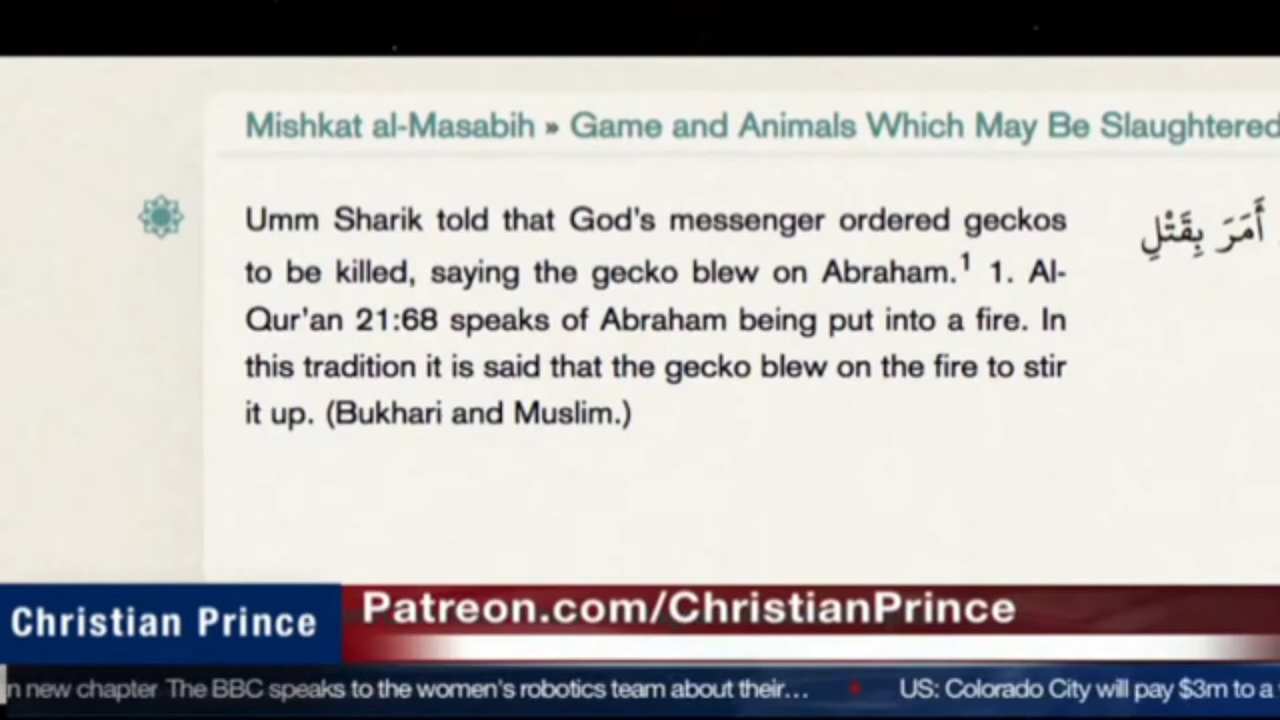 Mishkat al-Masabih » Game and Animals Which May Be Slaughtered
Umm Sharik told that God's messenger ordered geckos
to be killed, saying the gecko blew on Abraham.¹ 1. Al-
Qur'an 21:68 speaks of Abraham being put into a fire. In
this tradition it is said that the gecko blew on the fire to stir
it up. (Bukhari and Muslim.)
أَمَرَ بِقَتْلِ
Christian Prince
Patreon.com/ChristianPrince
n new chapter The BBC speaks to the women's robotics team about their... US: Colorado City will pay $3m to a